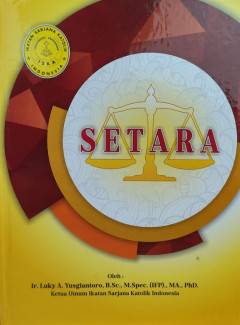 IKATAN SARJANA KATOLIK
ISKA
INDONESIA
SETARA
Oleh :
Ir. Luky A. Yusgiantoro, B.Sc., M.Spec. (IFP)., MA., PhD.
Ketua Umum Ikatan Sarjana Katolik Indonesia